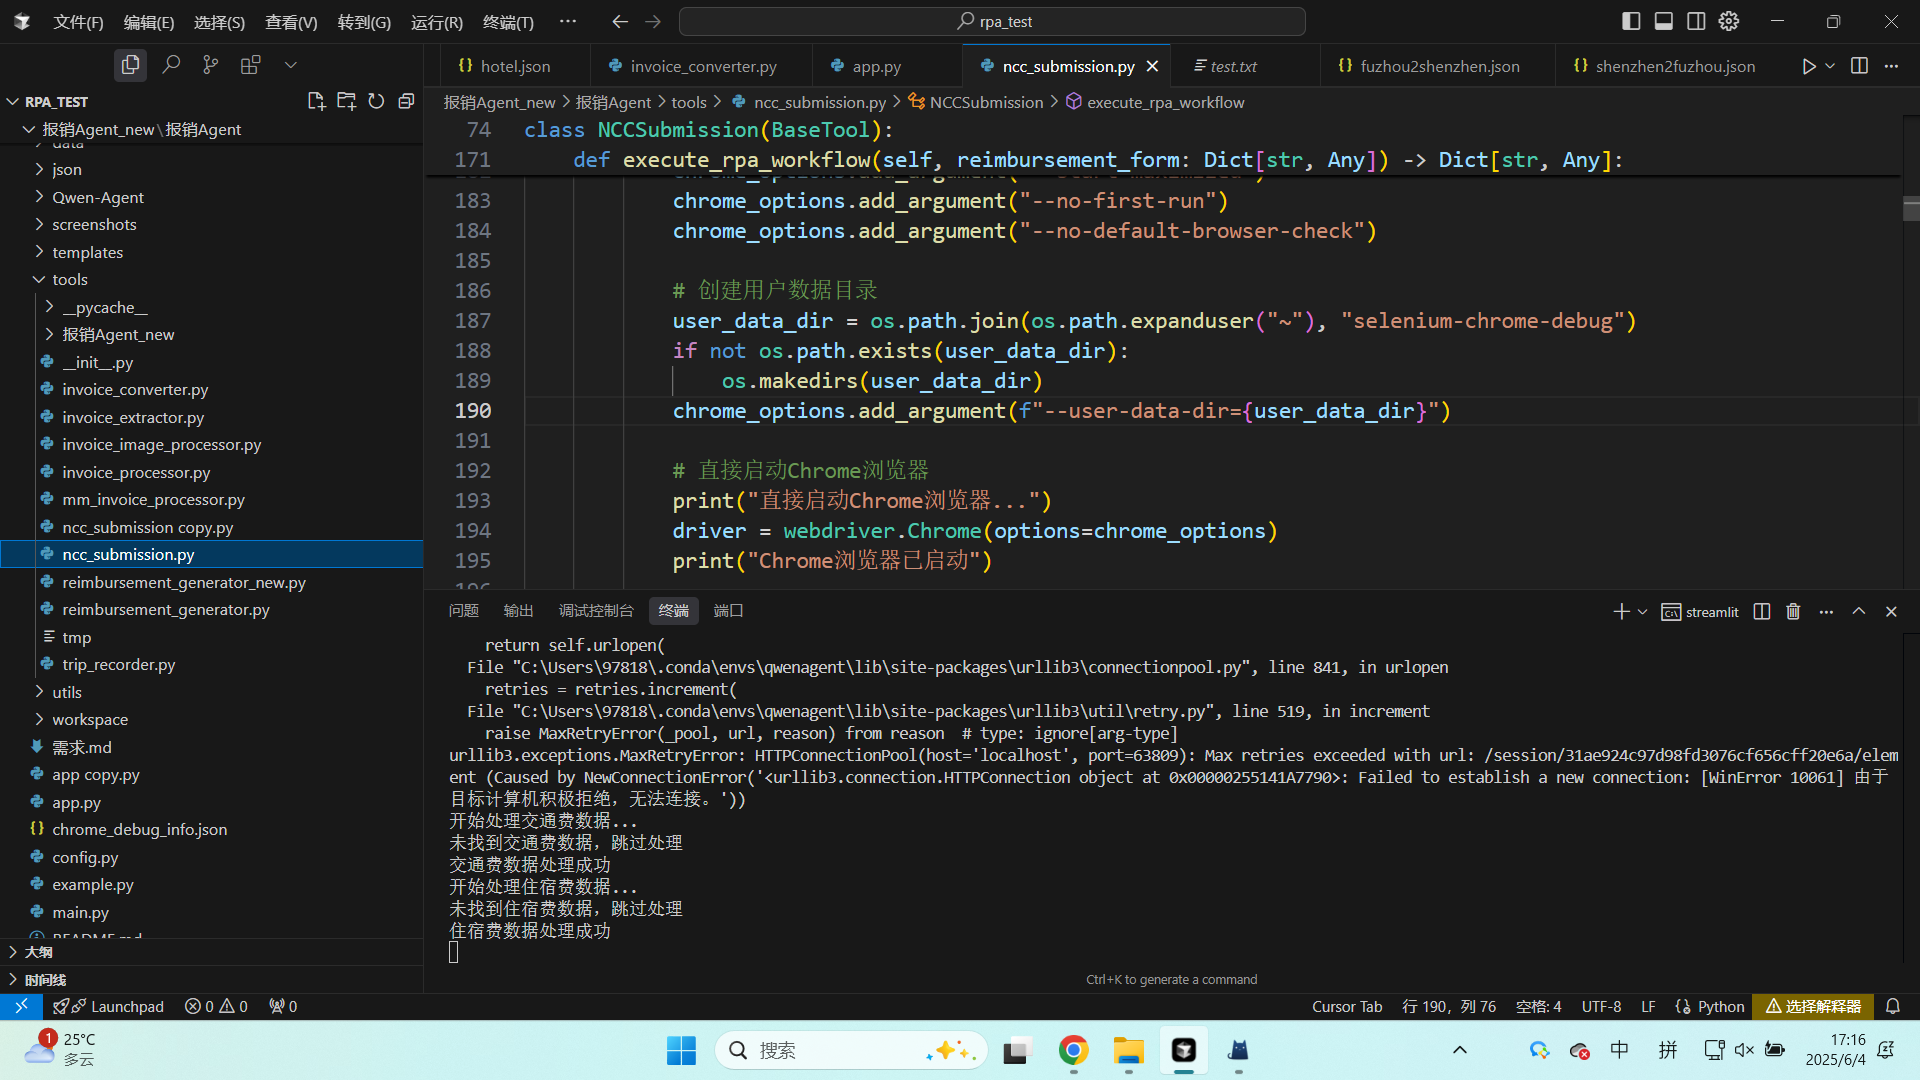 文件(F) 编辑(E) 选择(S) 查看(V) 转到(G) 运行(R) 终端(T) ···
rpa_test
hotel.json invoice_converter.py app.py ncc_submission.py test.txt fuzhou2shenzhen.json shenzhen2fuzhou.json
RPA_TEST
报销Agent_new\报销Agent
data
json
Qwen-Agent
screenshots
templates
tools
__pycache__
报销Agent_new
__init__.py
invoice_converter.py
invoice_extractor.py
invoice_image_processor.py
invoice_processor.py
mm_invoice_processor.py
ncc_submission copy.py
ncc_submission.py
reimbursement_generator_new.py
reimbursement_generator.py
tmp
trip_recorder.py
utils
workspace
需求.md
app copy.py
app.py
chrome_debug_info.json
config.py
example.py
main.py
README.md
大纲
时间线
报销Agent_new > 报销Agent > tools > ncc_submission.py > NCCSubmission > execute_rpa_workflow
74 class NCCSubmission(BaseTool):
171 def execute_rpa_workflow(self, reimbursement_form: Dict[str, Any]) -> Dict[str, Any]:
183 chrome_options.add_argument("--no-first-run")
184 chrome_options.add_argument("--no-default-browser-check")
185
186 # 创建用户数据目录
187 user_data_dir = os.path.join(os.path.expanduser("~"), "selenium-chrome-debug")
188 if not os.path.exists(user_data_dir):
189 os.makedirs(user_data_dir)
190 chrome_options.add_argument(f"--user-data-dir={user_data_dir}")
191
192 # 直接启动Chrome浏览器
193 print("直接启动Chrome浏览器...")
194 driver = webdriver.Chrome(options=chrome_options)
195 print("Chrome浏览器已启动")
问题 输出 调试控制台 终端 端口
streamlit
return self.urlopen(
File "C:\Users\97818\.conda\envs\qwenagent\lib\site-packages\urllib3\connectionpool.py", line 841, in urlopen
retries = retries.increment(
File "C:\Users\97818\.conda\envs\qwenagent\lib\site-packages\urllib3\util\retry.py", line 519, in increment
raise MaxRetryError(_pool, url, reason) from reason  # type: ignore[arg-type]
urllib3.exceptions.MaxRetryError: HTTPConnectionPool(host='localhost', port=63809): Max retries exceeded with url: /session/31ae924c97d98fd3076cf656cff20e6a/elem
ent (Caused by NewConnectionError('<urllib3.connection.HTTPConnection object at 0x00000255141A7790>: Failed to establish a new connection: [WinError 10061] 由于
目标计算机积极拒绝，无法连接。'))
开始处理交通费数据...
未找到交通费数据，跳过处理
交通费数据处理成功
开始处理住宿费数据...
未找到住宿费数据，跳过处理
住宿费数据处理成功
Ctrl+K to generate a command
Launchpad 0 0 0 Cursor Tab 行 190，列 76 空格: 4 UTF-8 LF Python 选择解释器
1 25°C
多云
搜索
中 拼
17:16
2025/6/4